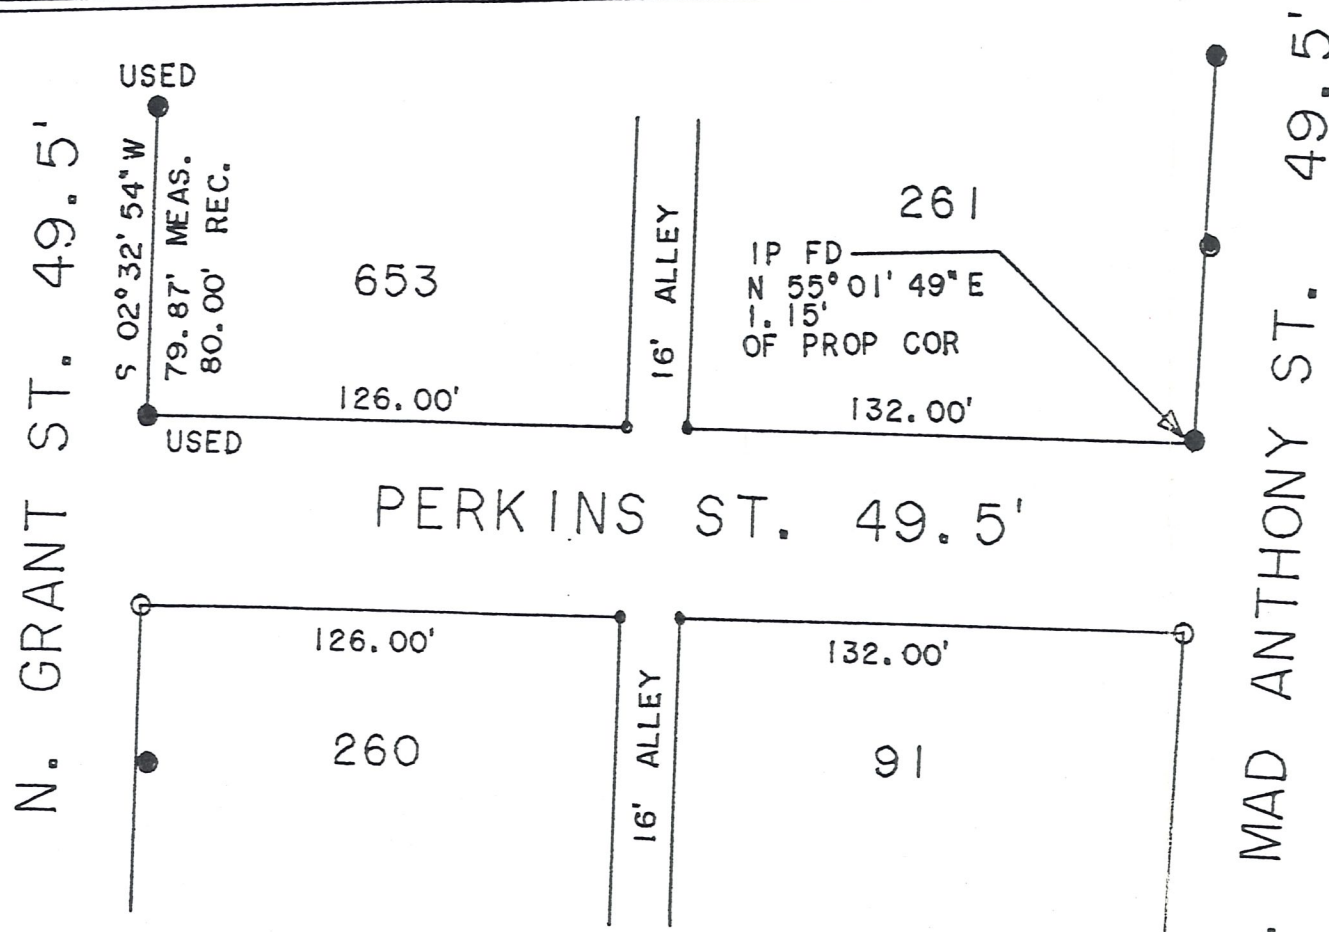 USED
S 02°32'54"W
79.87' MEAS.
80.00' REC.
N. GRANT ST. 49.5'
653
126.00'
USED
16' ALLEY
261
IP FD
N 55°01'49"E
1.15'
OF PROP COR
132.00'
MAD ANTHONY ST. 49.5'
PERKINS ST. 49.5'
126.00'
260
16' ALLEY
132.00'
91